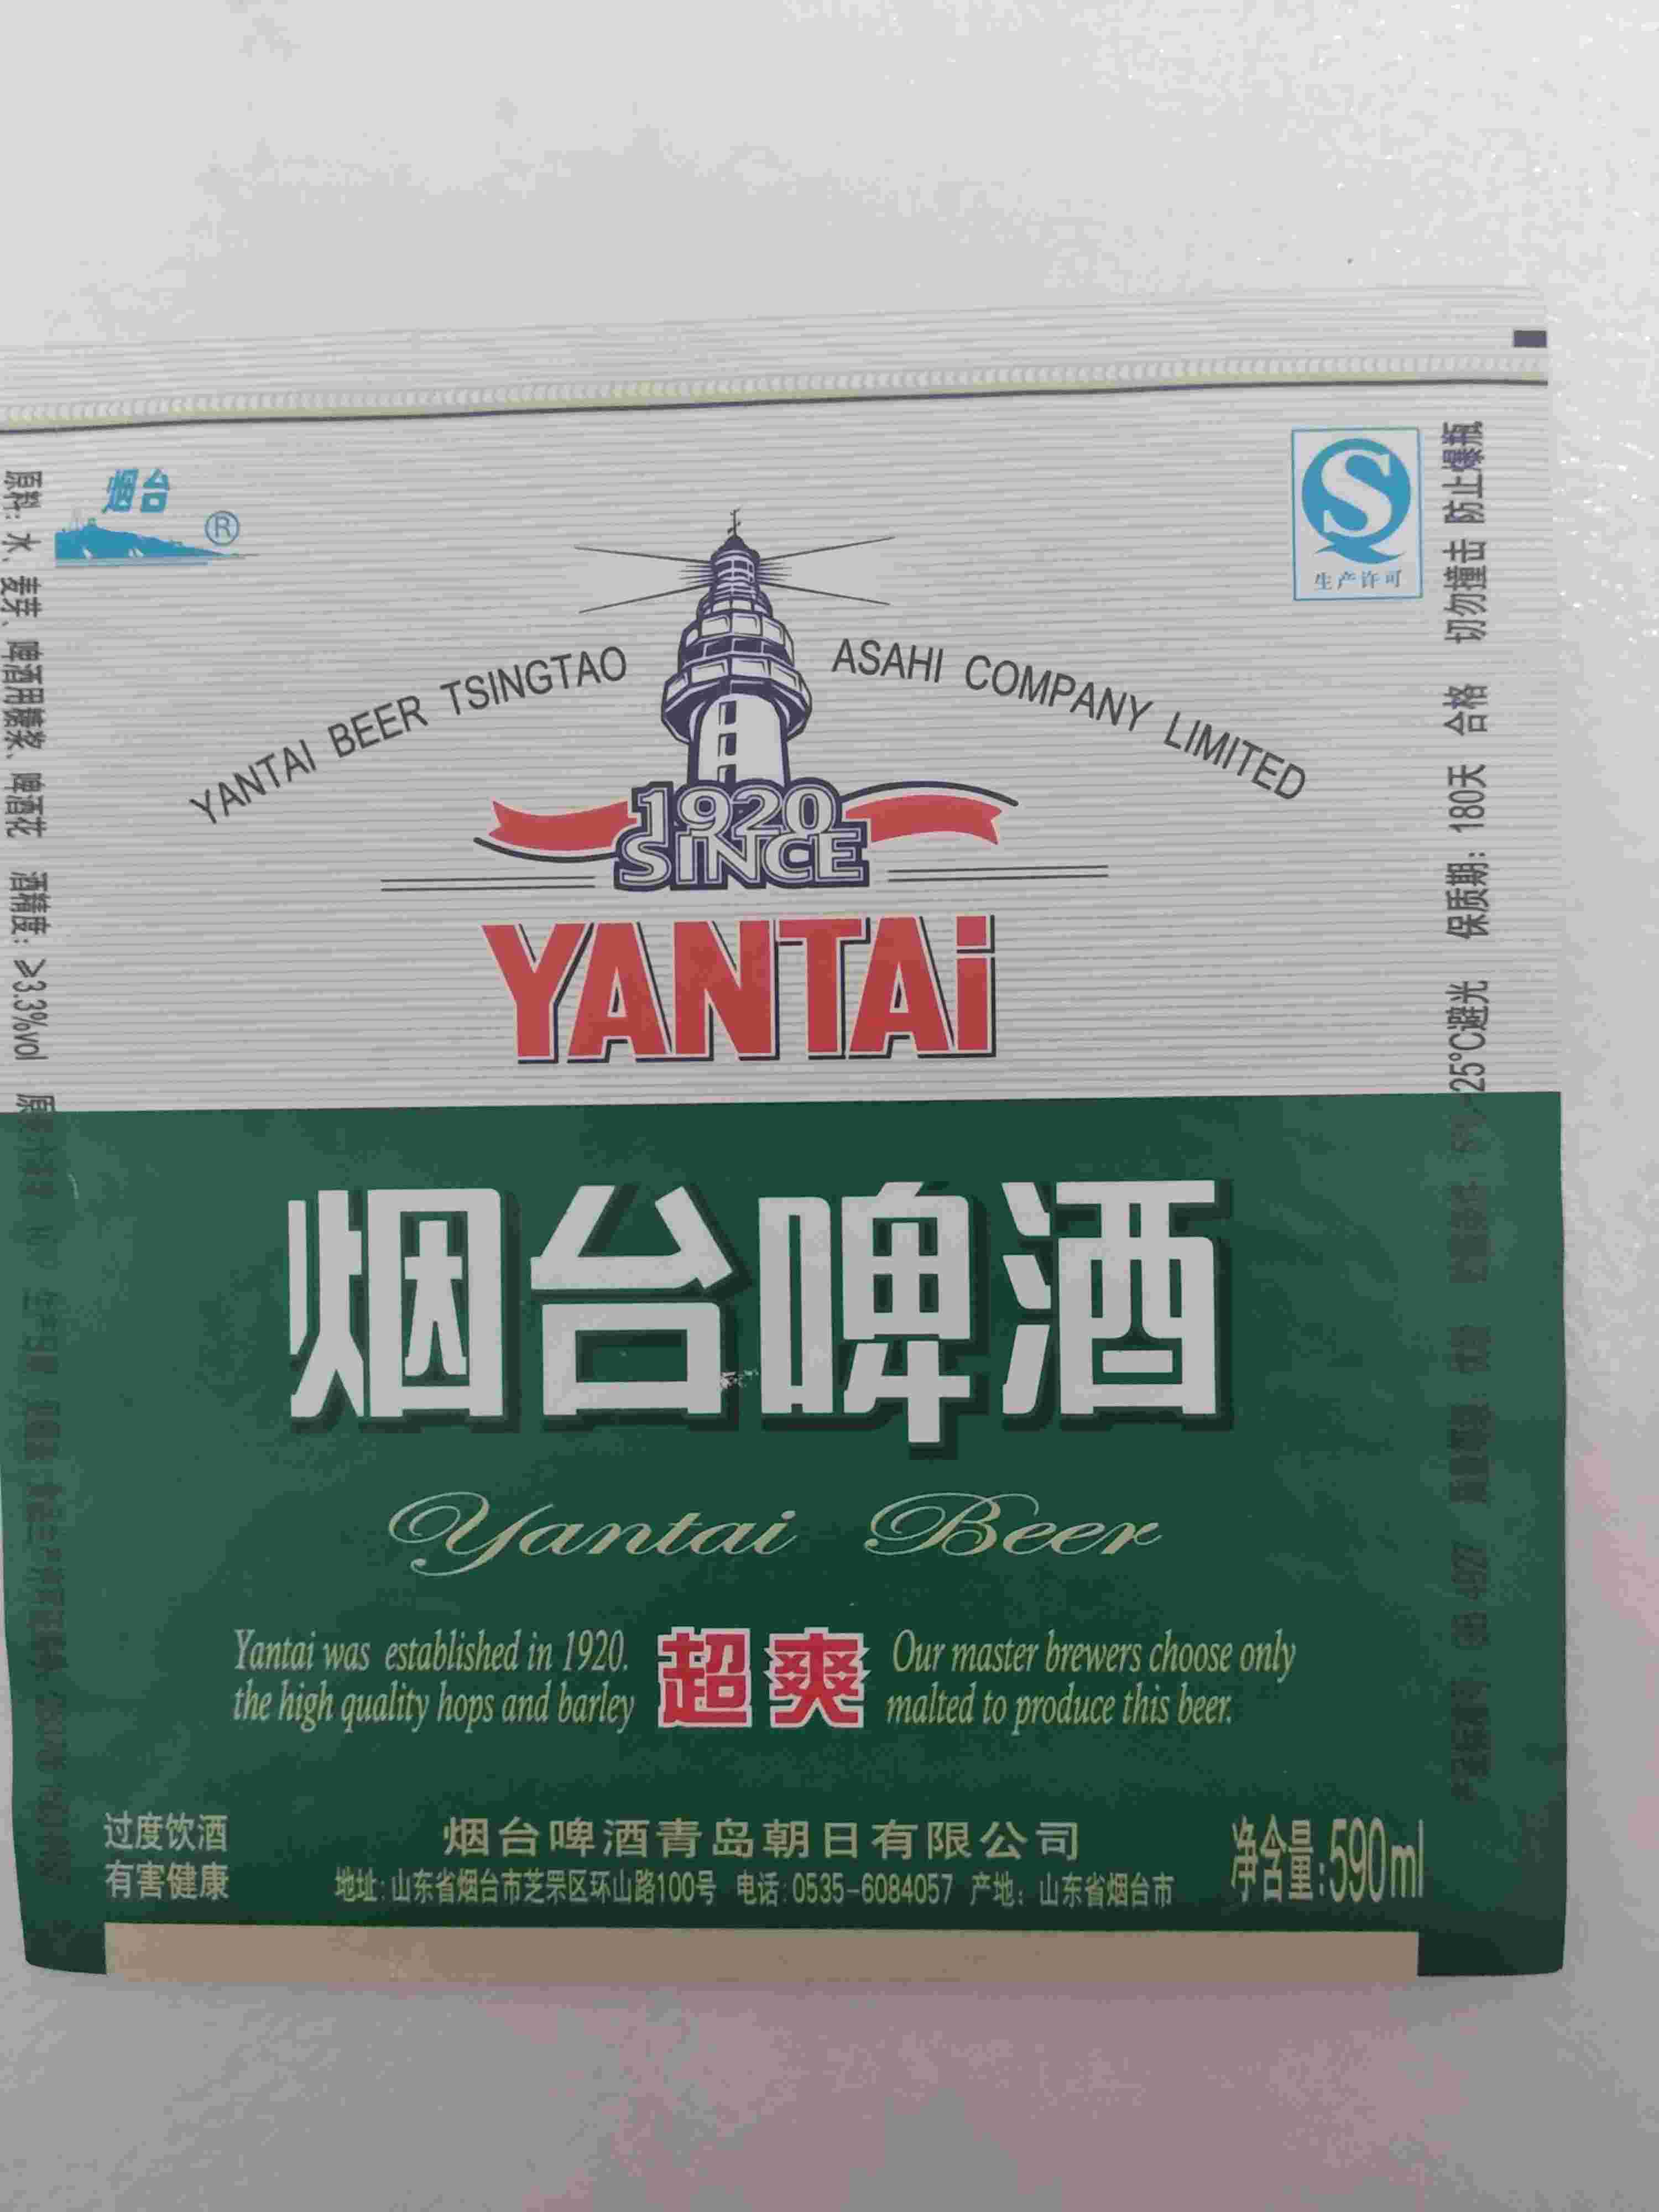 烟台
®
生产许可
YANTAI BEER TSINGTAO ASAHI COMPANY LIMITED
1920
SINCE
YANTAi
烟台啤酒
Yantai Beer
Yantai was established in 1920.
the high quality hops and barley
超爽
Our master brewers choose only
malted to produce this beer.
过度饮酒
有害健康
烟台啤酒青岛朝日有限公司
地址:山东省烟台市芝罘区环山路100号 电话:0535-6084057 产地:山东省烟台市
净含量:590ml
原料:水、麦芽、啤酒用糖浆、啤酒花 酒精度:≥3.3%vol
25°C避光 保质期:180天 合格 切勿撞击 防止爆瓶